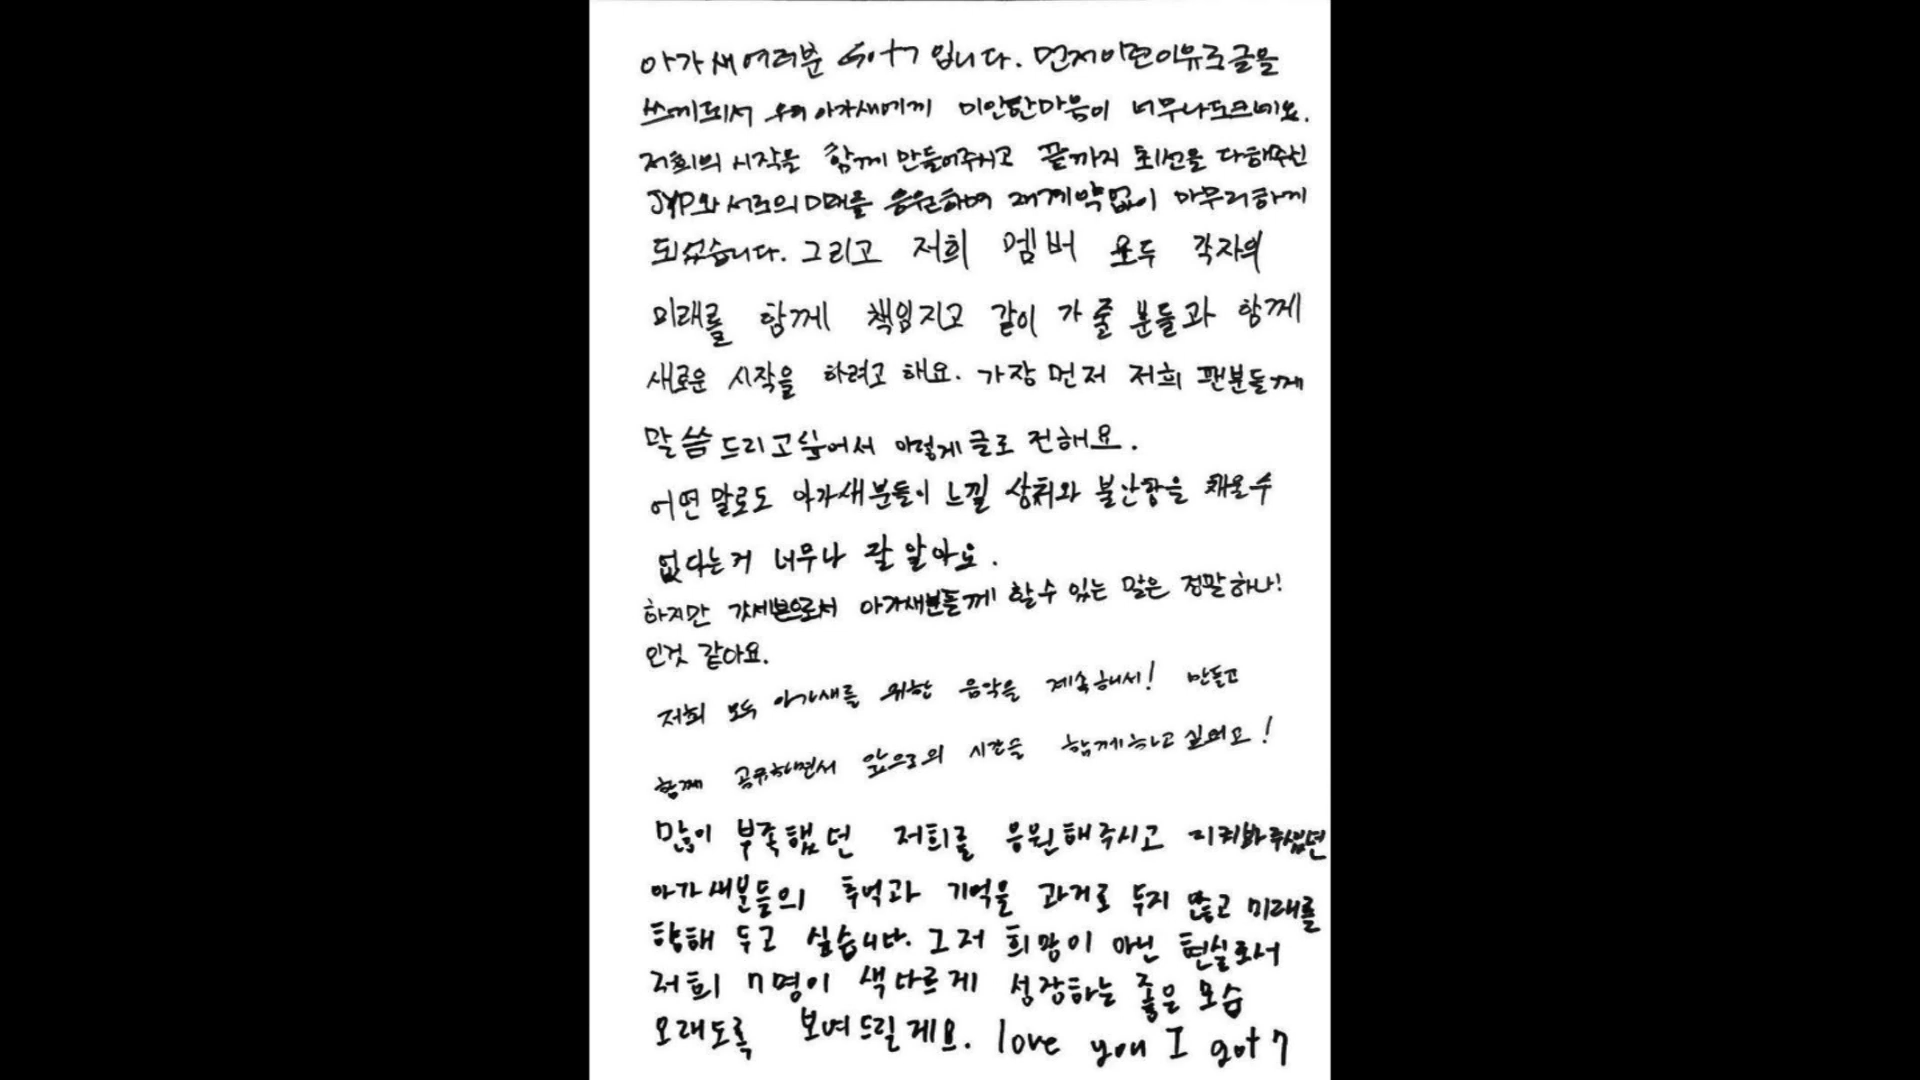 아가새여러분 Got7 입니다. 먼저이런이유로글을
쓰게되서 우리 아가새에게 미안한마음이 너무나도크네요.
저희의 시작을 함께 만들어주시고 끝까지 최선을 다해주신
JYP와 서로의 미래를 응원하며 재계약없이 마무리하게
되었습니다. 그리고 저희 멤버 모두 각자의
미래를 함께 책임지고 같이 가 줄 분들과 함께
새로운 시작을 하려고 해요. 가장 먼저 저희 팬분들께
말씀드리고싶어서 이렇게글로 전해요.
어떤 말로도 아가새분들이 느낄 상처와 불안함을 채울수
없다는거 너무나 잘 알아요.
하지만 갓세븐으로서 아가새분들께 할수 있는 말은 정말하나!
인것 같아요.
저희 모두 아가새를 위한 음악을 계속해서! 만들고
함께 공유하면서 앞으로의 시간을 함께하고싶어요!
많이 부족했던 저희를 응원해주시고 지켜봐주셨던
아가새분들의 추억과 기억을 과거로 두지 않고 미래를
향해 두고 싶습니다. 그저 희망이 아닌 현실로서
저희 7명이 색다르게 성장하는 좋은 모습
오래도록 보여드릴게요. love you I got7